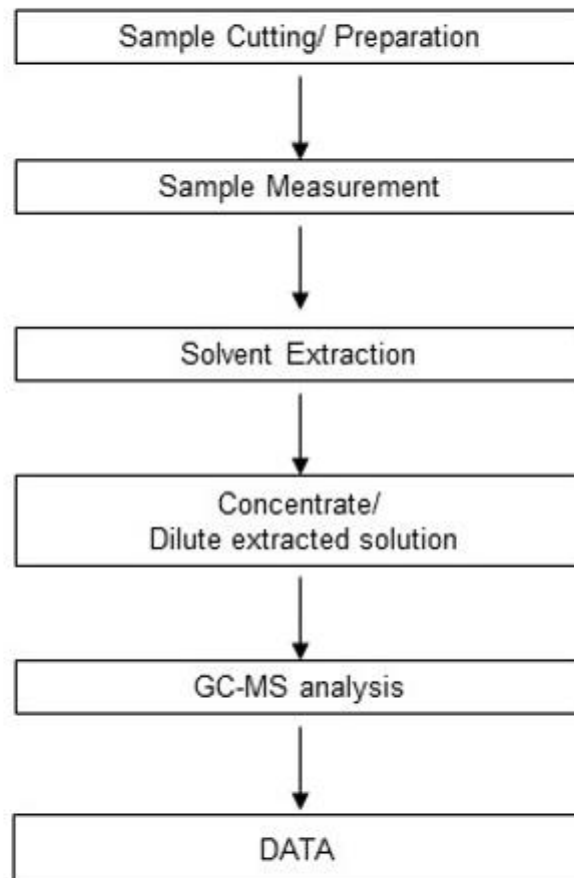 Sample Cutting/ Preparation
Sample Measurement
Solvent Extraction
Concentrate/
Dilute extracted solution
GC-MS analysis
DATA